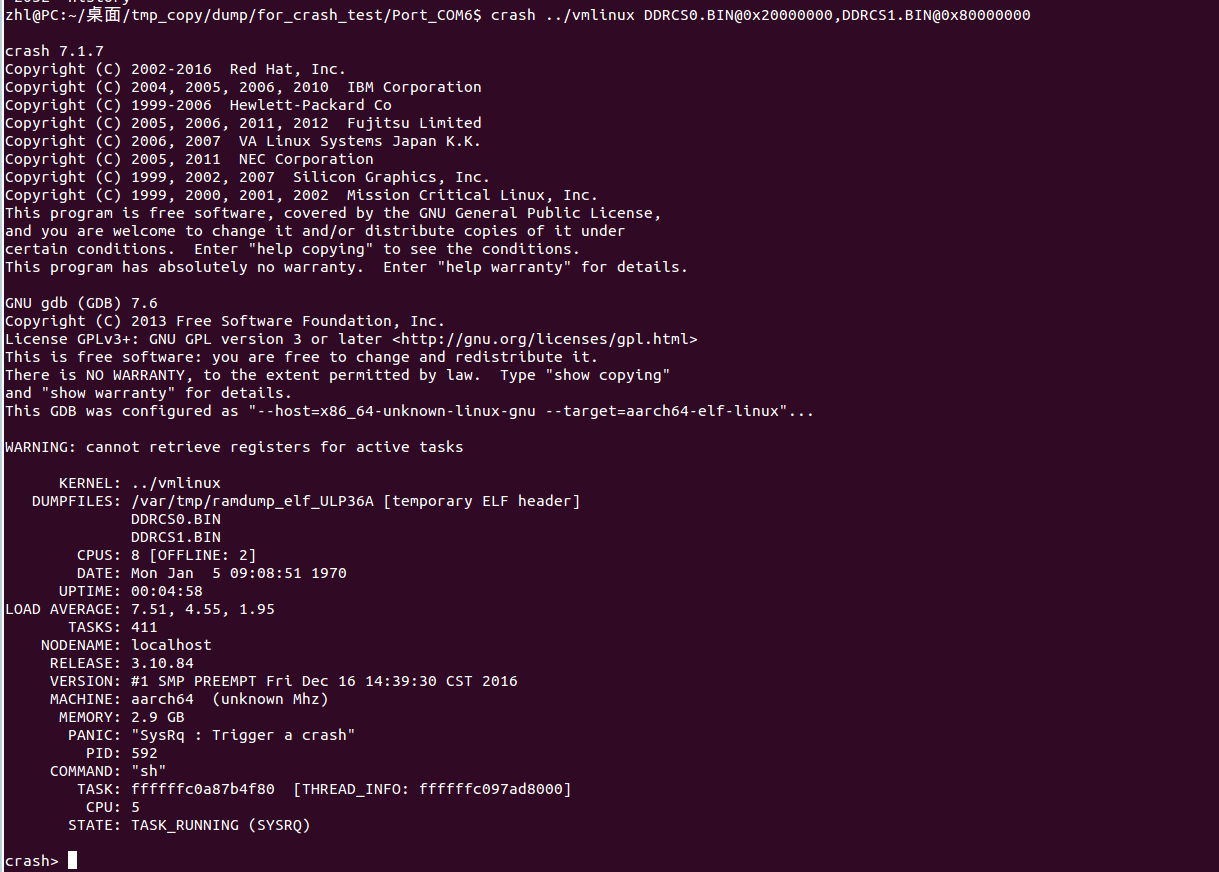 zhl@PC:~/桌面/tmp_copy/dump/for_crash_test/Port_COM6$ crash ../vmlinux DDRCS0.BIN@0x20000000,DDRCS1.BIN@0x80000000
crash 7.1.7
Copyright (C) 2002-2016  Red Hat, Inc.
Copyright (C) 2004, 2005, 2006, 2010  IBM Corporation
Copyright (C) 1999-2006  Hewlett-Packard Co
Copyright (C) 2005, 2006, 2011, 2012  Fujitsu Limited
Copyright (C) 2006, 2007  VA Linux Systems Japan K.K.
Copyright (C) 2005, 2011  NEC Corporation
Copyright (C) 1999, 2002, 2007  Silicon Graphics, Inc.
Copyright (C) 1999, 2000, 2001, 2002  Mission Critical Linux, Inc.
This program is free software, covered by the GNU General Public License,
and you are welcome to change it and/or distribute copies of it under
certain conditions.  Enter "help copying" to see the conditions.
This program has absolutely no warranty.  Enter "help warranty" for details.
GNU gdb (GDB) 7.6
Copyright (C) 2013 Free Software Foundation, Inc.
License GPLv3+: GNU GPL version 3 or later <http://gnu.org/licenses/gpl.html>
This is free software: you are free to change and redistribute it.
There is NO WARRANTY, to the extent permitted by law.  Type "show copying"
and "show warranty" for details.
This GDB was configured as "--host=x86_64-unknown-linux-gnu --target=aarch64-elf-linux"...
WARNING: cannot retrieve registers for active tasks
KERNEL: ../vmlinux
DUMPFILES: /var/tmp/ramdump_elf_ULP36A [temporary ELF header]
DDRCS0.BIN
DDRCS1.BIN
CPUS: 8 [OFFLINE: 2]
DATE: Mon Jan  5 09:08:51 1970
UPTIME: 00:04:58
LOAD AVERAGE: 7.51, 4.55, 1.95
TASKS: 411
NODENAME: localhost
RELEASE: 3.10.84
VERSION: #1 SMP PREEMPT Fri Dec 16 14:39:30 CST 2016
MACHINE: aarch64  (unknown Mhz)
MEMORY: 2.9 GB
PANIC: "SysRq : Trigger a crash"
PID: 592
COMMAND: "sh"
TASK: ffffffc0a87b4f80  [THREAD_INFO: ffffffc097ad8000]
CPU: 5
STATE: TASK_RUNNING (SYSRQ)
crash>